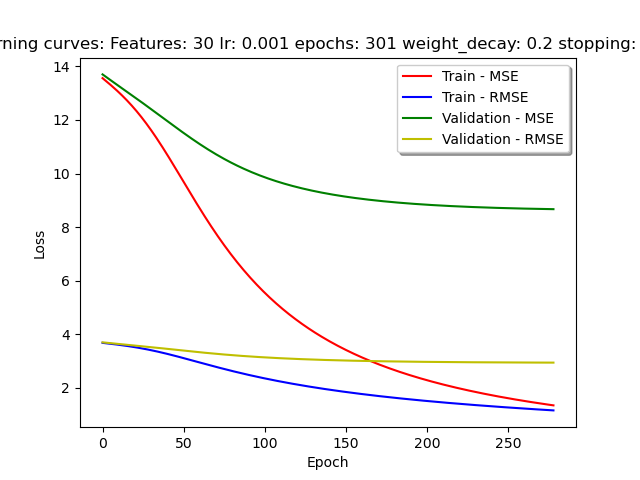 rning curves: Features: 30 lr: 0.001 epochs: 301 weight_decay: 0.2 stopping:
14
12
10
8
6
4
2
Loss
Train - MSE
Train - RMSE
Validation - MSE
Validation - RMSE
0 50 100 150 200 250
Epoch